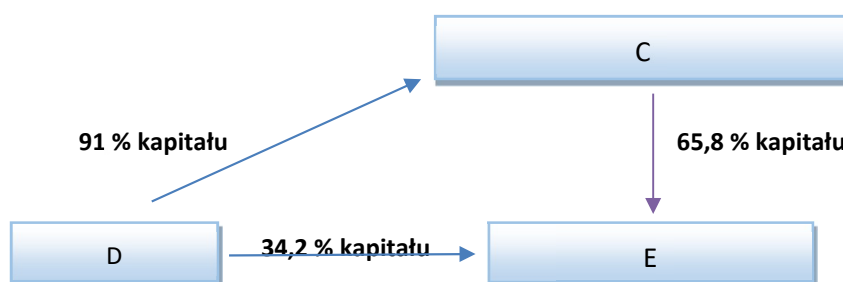 C
91 % kapitału
65,8 % kapitału
D
34,2 % kapitału
E